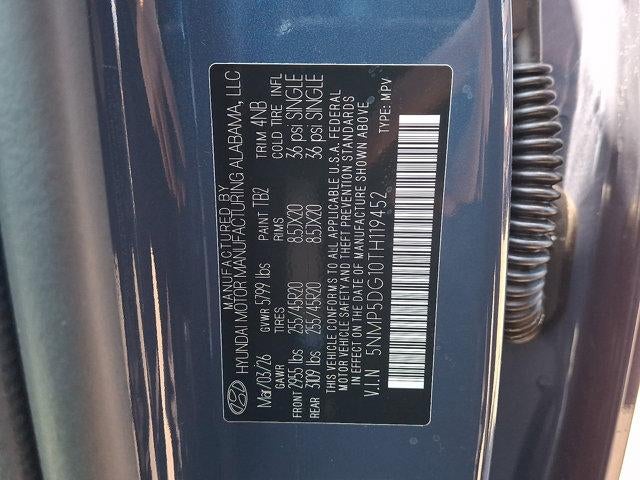 MANUFACTURED BY
HYUNDAI MOTOR MANUFACTURING ALABAMA, LLC
Mar/03/26 GVWR 5799 lbs PAINT TB2 TRIM 4NB
GAWR TIRES RIMS COLD TIRE INFL
FRONT 2955 lbs 255/45R20 8.5JX20 36 psi SINGLE
REAR 3109 lbs 255/45R20 8.5JX20 36 psi SINGLE
THIS VEHICLE CONFORMS TO ALL APPLICABLE U.S.A. FEDERAL
MOTOR VEHICLE SAFETY AND THEFT PREVENTION STANDARDS
IN EFFECT ON THE DATE OF MANUFACTURE SHOWN ABOVE.
V.I.N 5NMP5DG10TH119452 TYPE: MPV